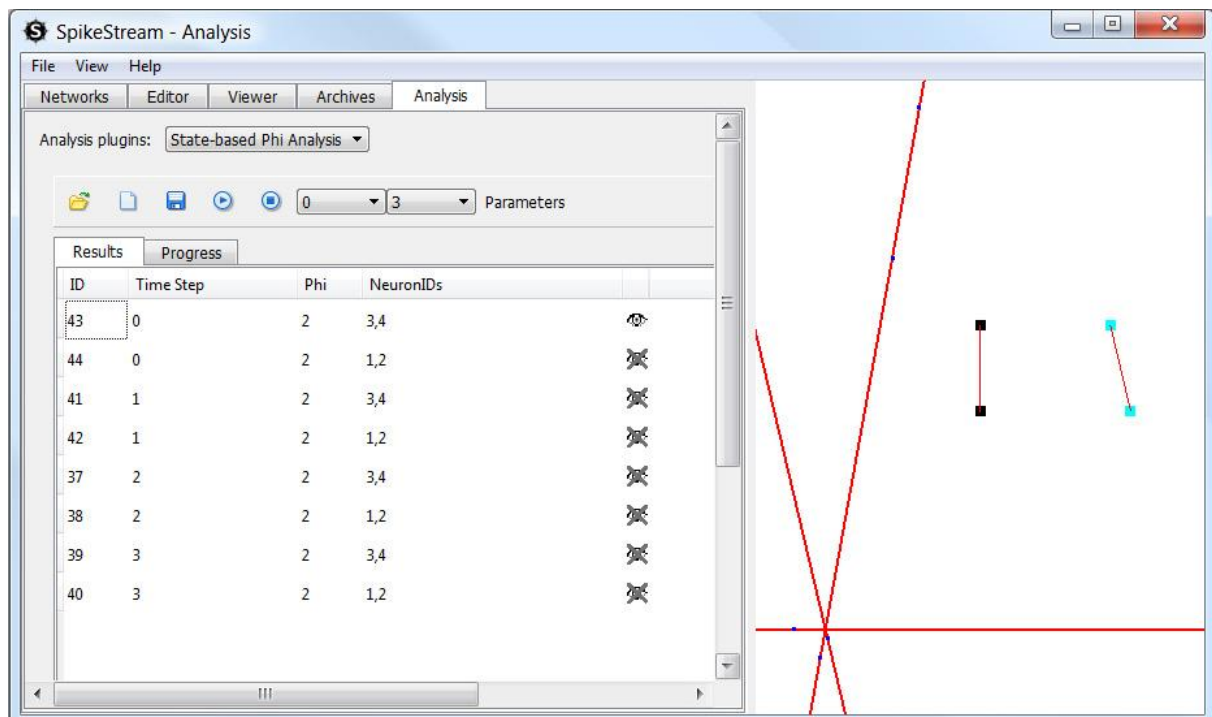 SpikeStream - Analysis
File View Help
Networks Editor Viewer Archives Analysis
Analysis plugins: State-based Phi Analysis
0 3 Parameters
Results Progress
ID Time Step Phi NeuronIDs
43 0 2 3,4
44 0 2 1,2
41 1 2 3,4
42 1 2 1,2
37 2 2 3,4
38 2 2 1,2
39 3 2 3,4
40 3 2 1,2